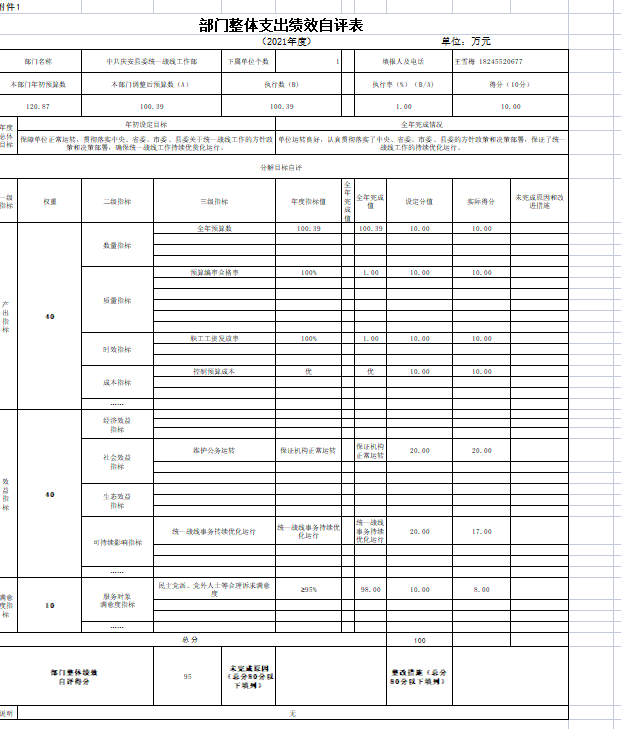 附件1
部门整体支出绩效自评表
（2021年度） 单位：万元
部门名称 中共庆安县委统一战线工作部 下属单位个数 1 填报人及电话 王雪梅 18245520677
本部门年初预算数 本部门调整后预算数（A） 执行数（B） 执行率（%）（B/A） 得分（10分）
120.87 100.39 100.39 1.00 10.00
年度总体目标 年初设定目标 全年完成情况
保障单位正常运转，贯彻落实中央、省委、市委、县委关于统一战线工作的方针政策和决策部署，确保统一战线工作持续优质化运行。 单位运转良好，认真贯彻落实了中央、省委、市委、县委的方针政策和决策部署，保证了统一战线工作的持续优化运行。
分解目标自评
一级指标 权重 二级指标 三级指标 年度指标值 全年完成值 全年完成值 设定分值 实际得分 未完成原因和改进措施
产出指标 40 数量指标 全年预算数 100.39 100.39 10.00 10.00
质量指标 预算编审合格率 100% 1.00 10.00 10.00
时效指标 职工工资发放率 100% 1.00 10.00 10.00
成本指标 控制预算成本 优 优 10.00 10.00
……
效益指标 40 经济效益指标
社会效益指标 维护公务运转 保证机构正常运转 保证机构正常运转 20.00 20.00
生态效益指标
可持续影响指标 统一战线事务持续优化运行 统一战线事务持续优化运行 统一战线事务持续优化运行 20.00 17.00
……
满意度指标 10 服务对象满意度指标 民主党派、党外人士等合理诉求满意度 ≥95% 98.00 10.00 8.00
……
总分 100
部门整体绩效自评得分 95 未完成原因（总分80分以下填列） 整改措施（总分80分以下填列）
说明 无